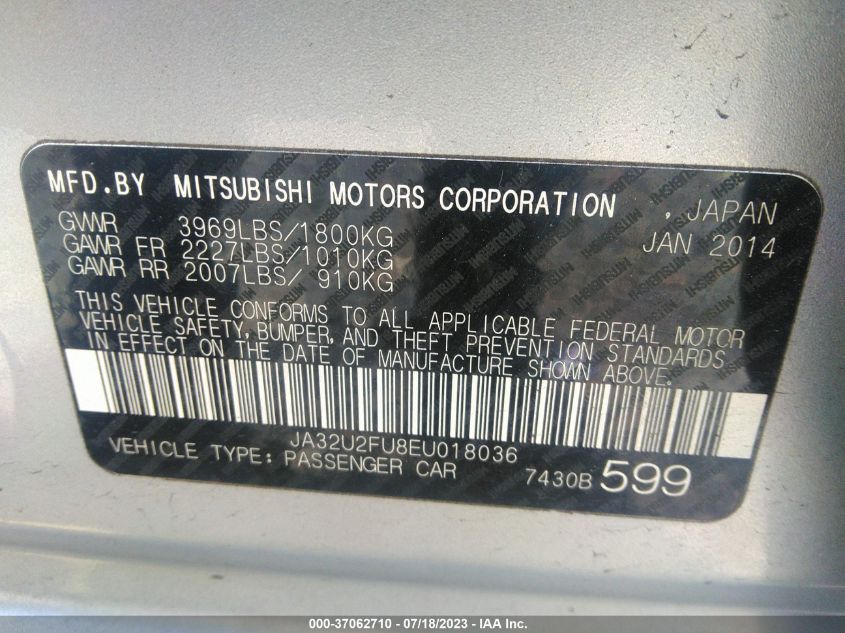 MFD.BY MITSUBISHI MOTORS CORPORATION , JAPAN
GVWR 3969LBS/1800KG JAN 2014
GAWR FR 2227LBS/1010KG
GAWR RR 2007LBS/ 910KG
THIS VEHICLE CONFORMS TO ALL APPLICABLE FEDERAL MOTOR
VEHICLE SAFETY, BUMPER, AND THEFT PREVENTION STANDARDS
IN EFFECT ON THE DATE OF MANUFACTURE SHOWN ABOVE.
JA32U2FU8EU018036
VEHICLE TYPE: PASSENGER CAR 7430B 599
000-37062710 - 07/18/2023 - IAA Inc.